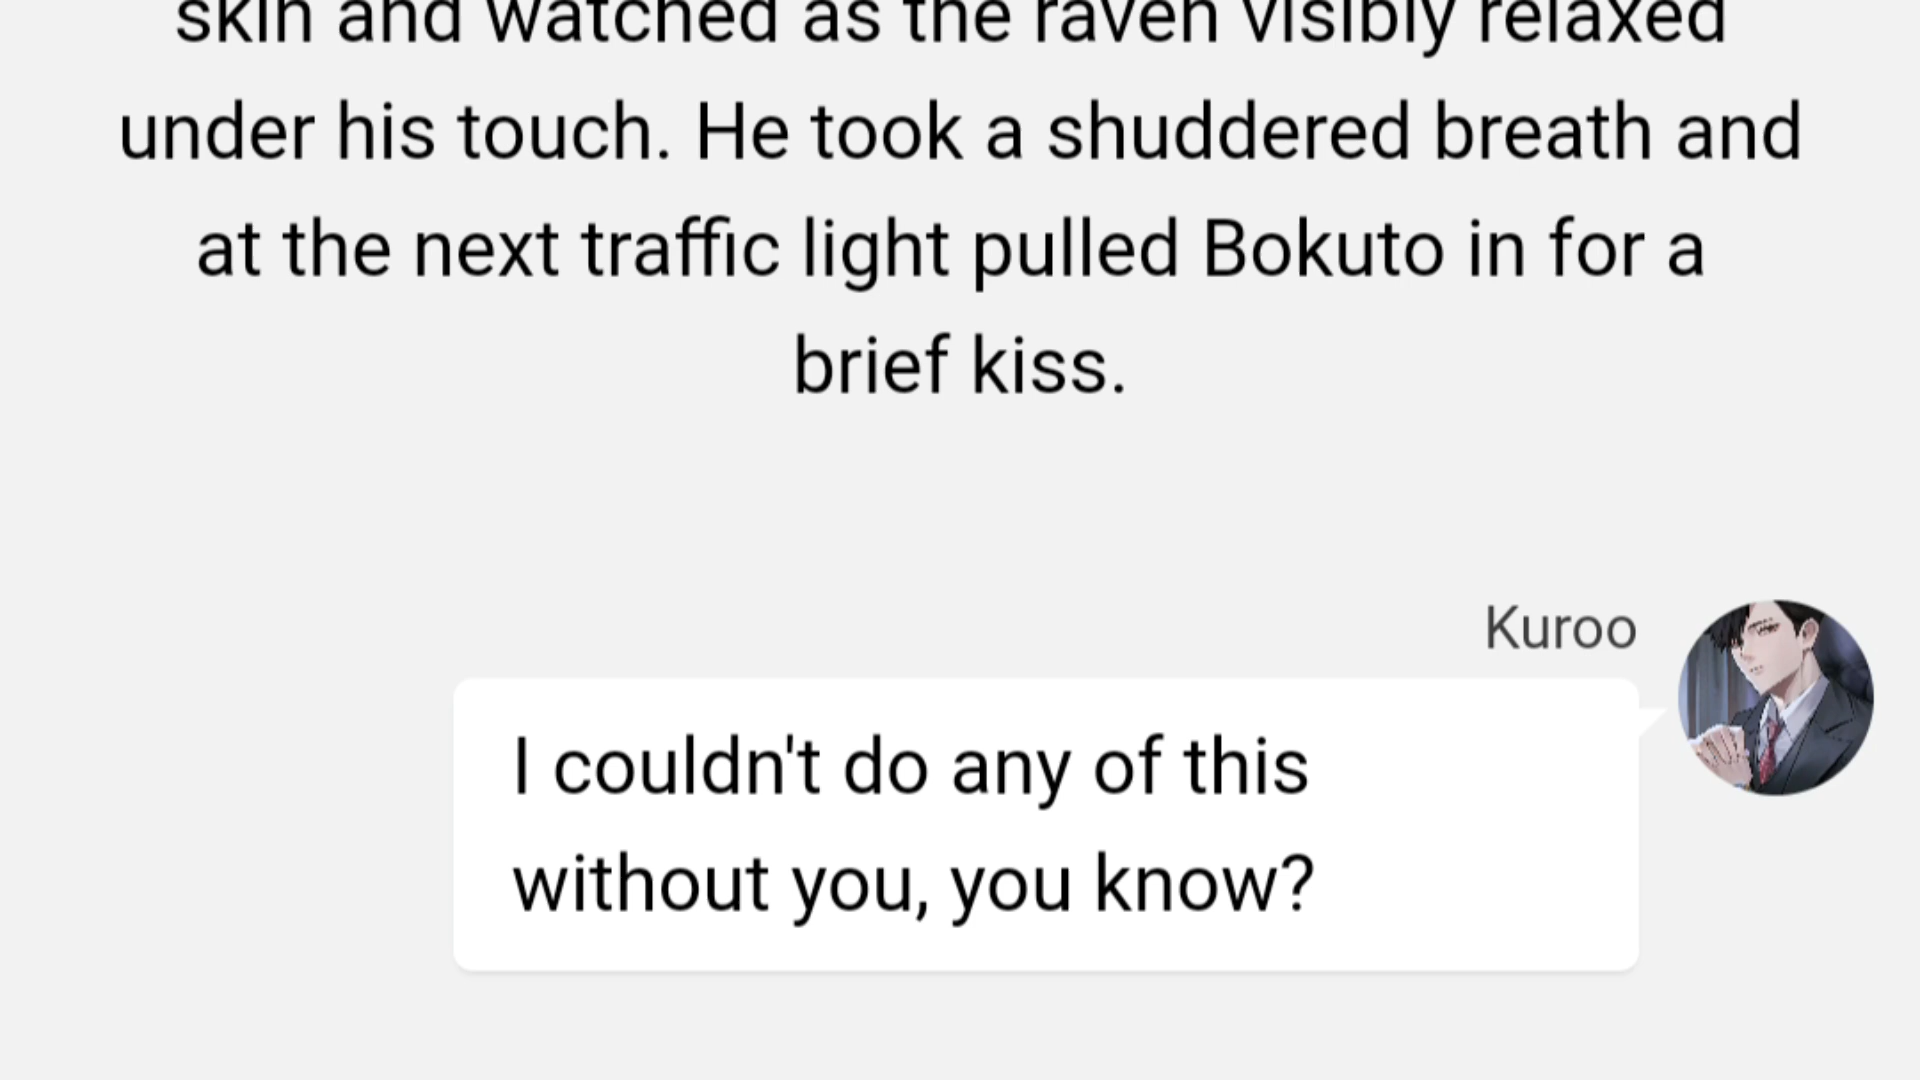 skin and watched as the raven visibly relaxed
under his touch. He took a shuddered breath and
at the next traffic light pulled Bokuto in for a
brief kiss.
Kuroo
I couldn't do any of this
without you, you know?